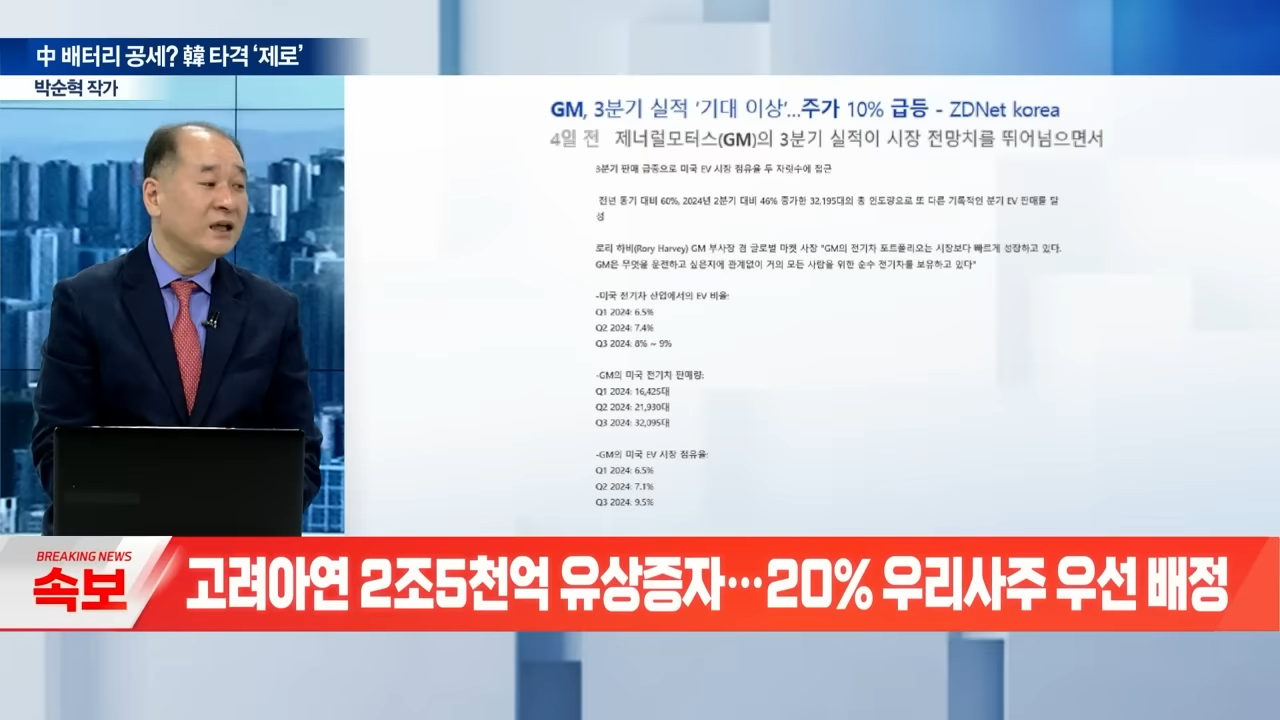 中 배터리 공세? 韓 타격 ‘제로’
박순혁 작가
GM, 3분기 실적 ‘기대 이상’...주가 10% 급등 - ZDNet korea
4일 전 제너럴모터스(GM)의 3분기 실적이 시장 전망치를 뛰어넘으면서
3분기 판매 급증으로 미국 EV 시장 점유율 두 자릿수에 접근
전년 동기 대비 60%, 2024년 2분기 대비 46% 증가한 32,195대의 총 인도량으로 또 다른 기록적인 분기 EV 판매를 달
성
로리 하비(Rory Harvey) GM 부사장 겸 글로벌 마켓 사장 "GM의 전기차 포트폴리오는 시장보다 빠르게 성장하고 있다.
GM은 무엇을 운전하고 싶은지에 관계없이 거의 모든 사람을 위한 순수 전기차를 보유하고 있다"
-미국 전기차 산업에서의 EV 비율:
Q1 2024: 6.5%
Q2 2024: 7.4%
Q3 2024: 8% ~ 9%
-GM의 미국 전기차 판매량:
Q1 2024: 16,425대
Q2 2024: 21,930대
Q3 2024: 32,095대
-GM의 미국 EV 시장 점유율:
Q1 2024: 6.5%
Q2 2024: 7.1%
Q3 2024: 9.5%
BREAKING NEWS
속보
고려아연 2조5천억 유상증자…20% 우리사주 우선 배정